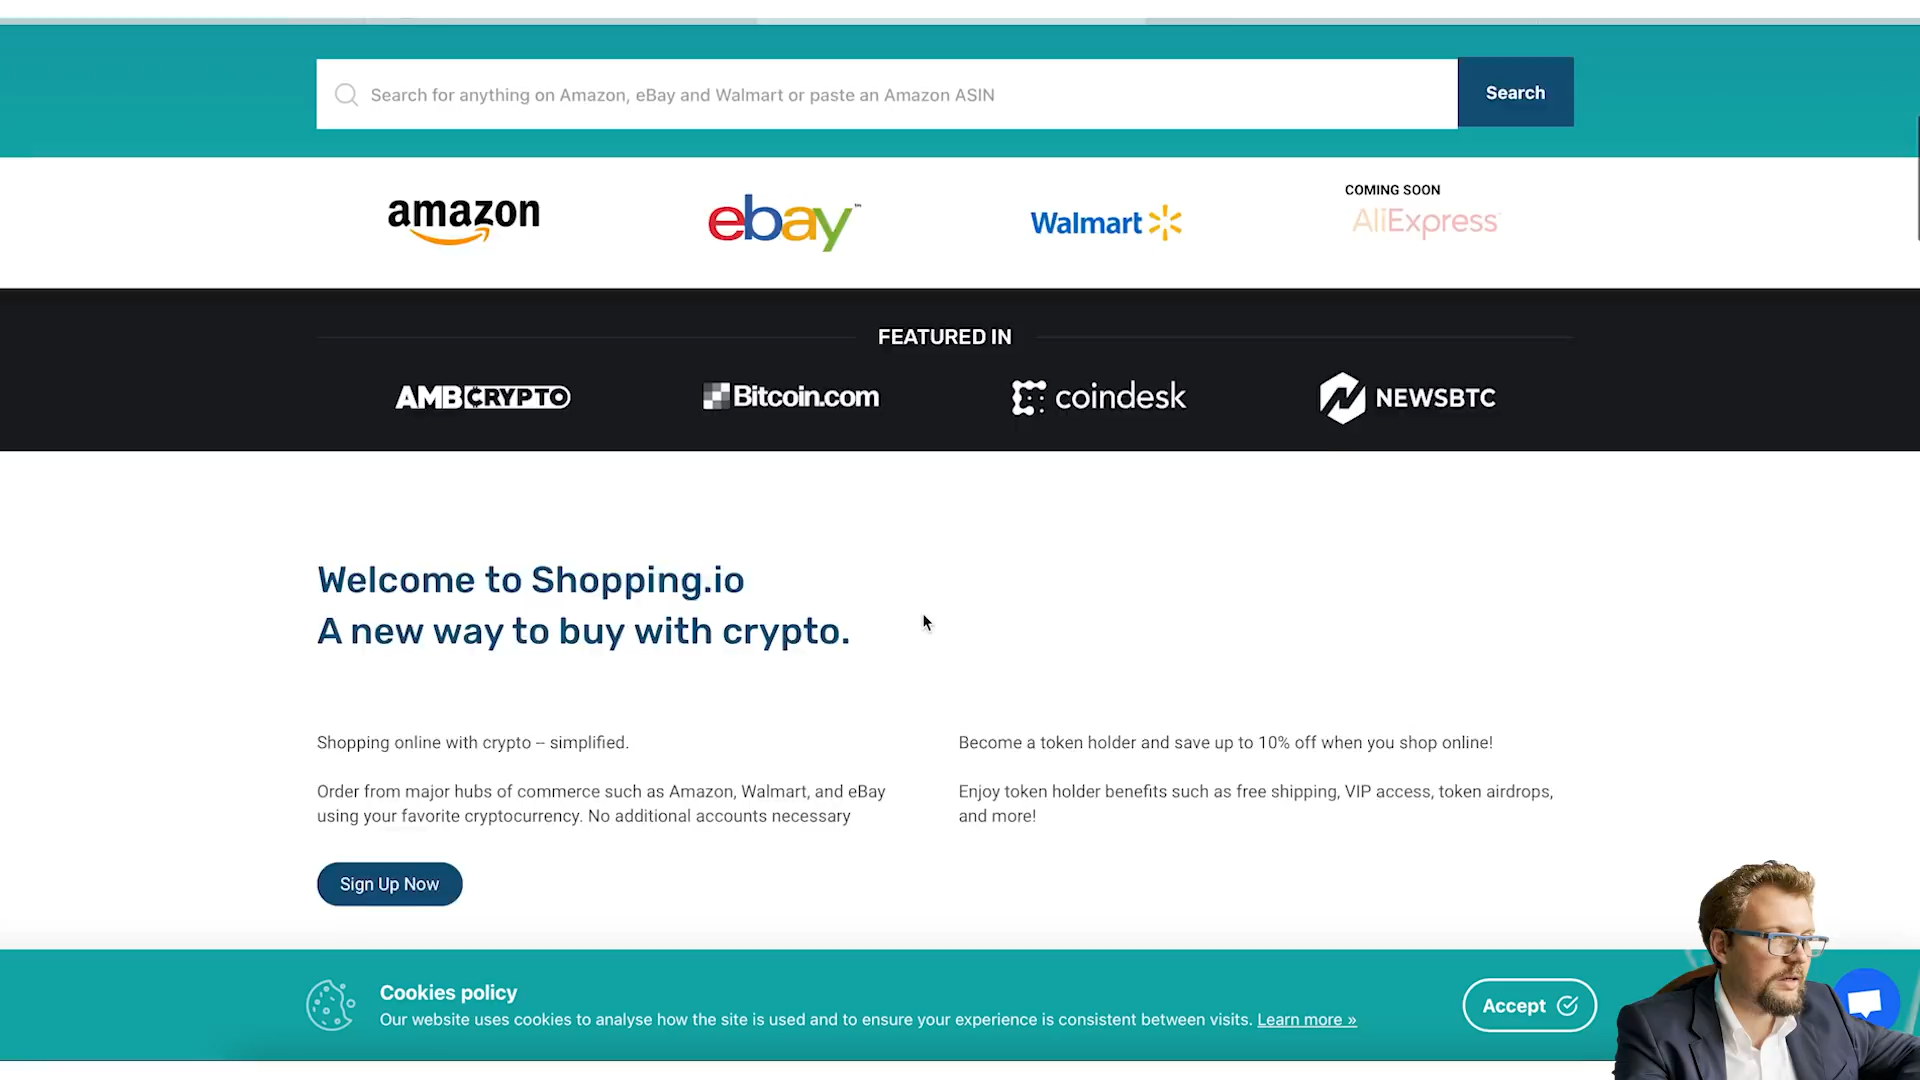 Search for anything on Amazon, eBay and Walmart or paste an Amazon ASIN
Search
amazon
ebay™
Walmart
COMING SOON
AliExpress
FEATURED IN
AMBCRYPTO
Bitcoin.com
coindesk
NEWSBTC
Welcome to Shopping.io
A new way to buy with crypto.
Shopping online with crypto – simplified.
Order from major hubs of commerce such as Amazon, Walmart, and eBay
using your favorite cryptocurrency. No additional accounts necessary
Become a token holder and save up to 10% off when you shop online!
Enjoy token holder benefits such as free shipping, VIP access, token airdrops,
and more!
Sign Up Now
Cookies policy
Our website uses cookies to analyse how the site is used and to ensure your experience is consistent between visits. Learn more »
Accept